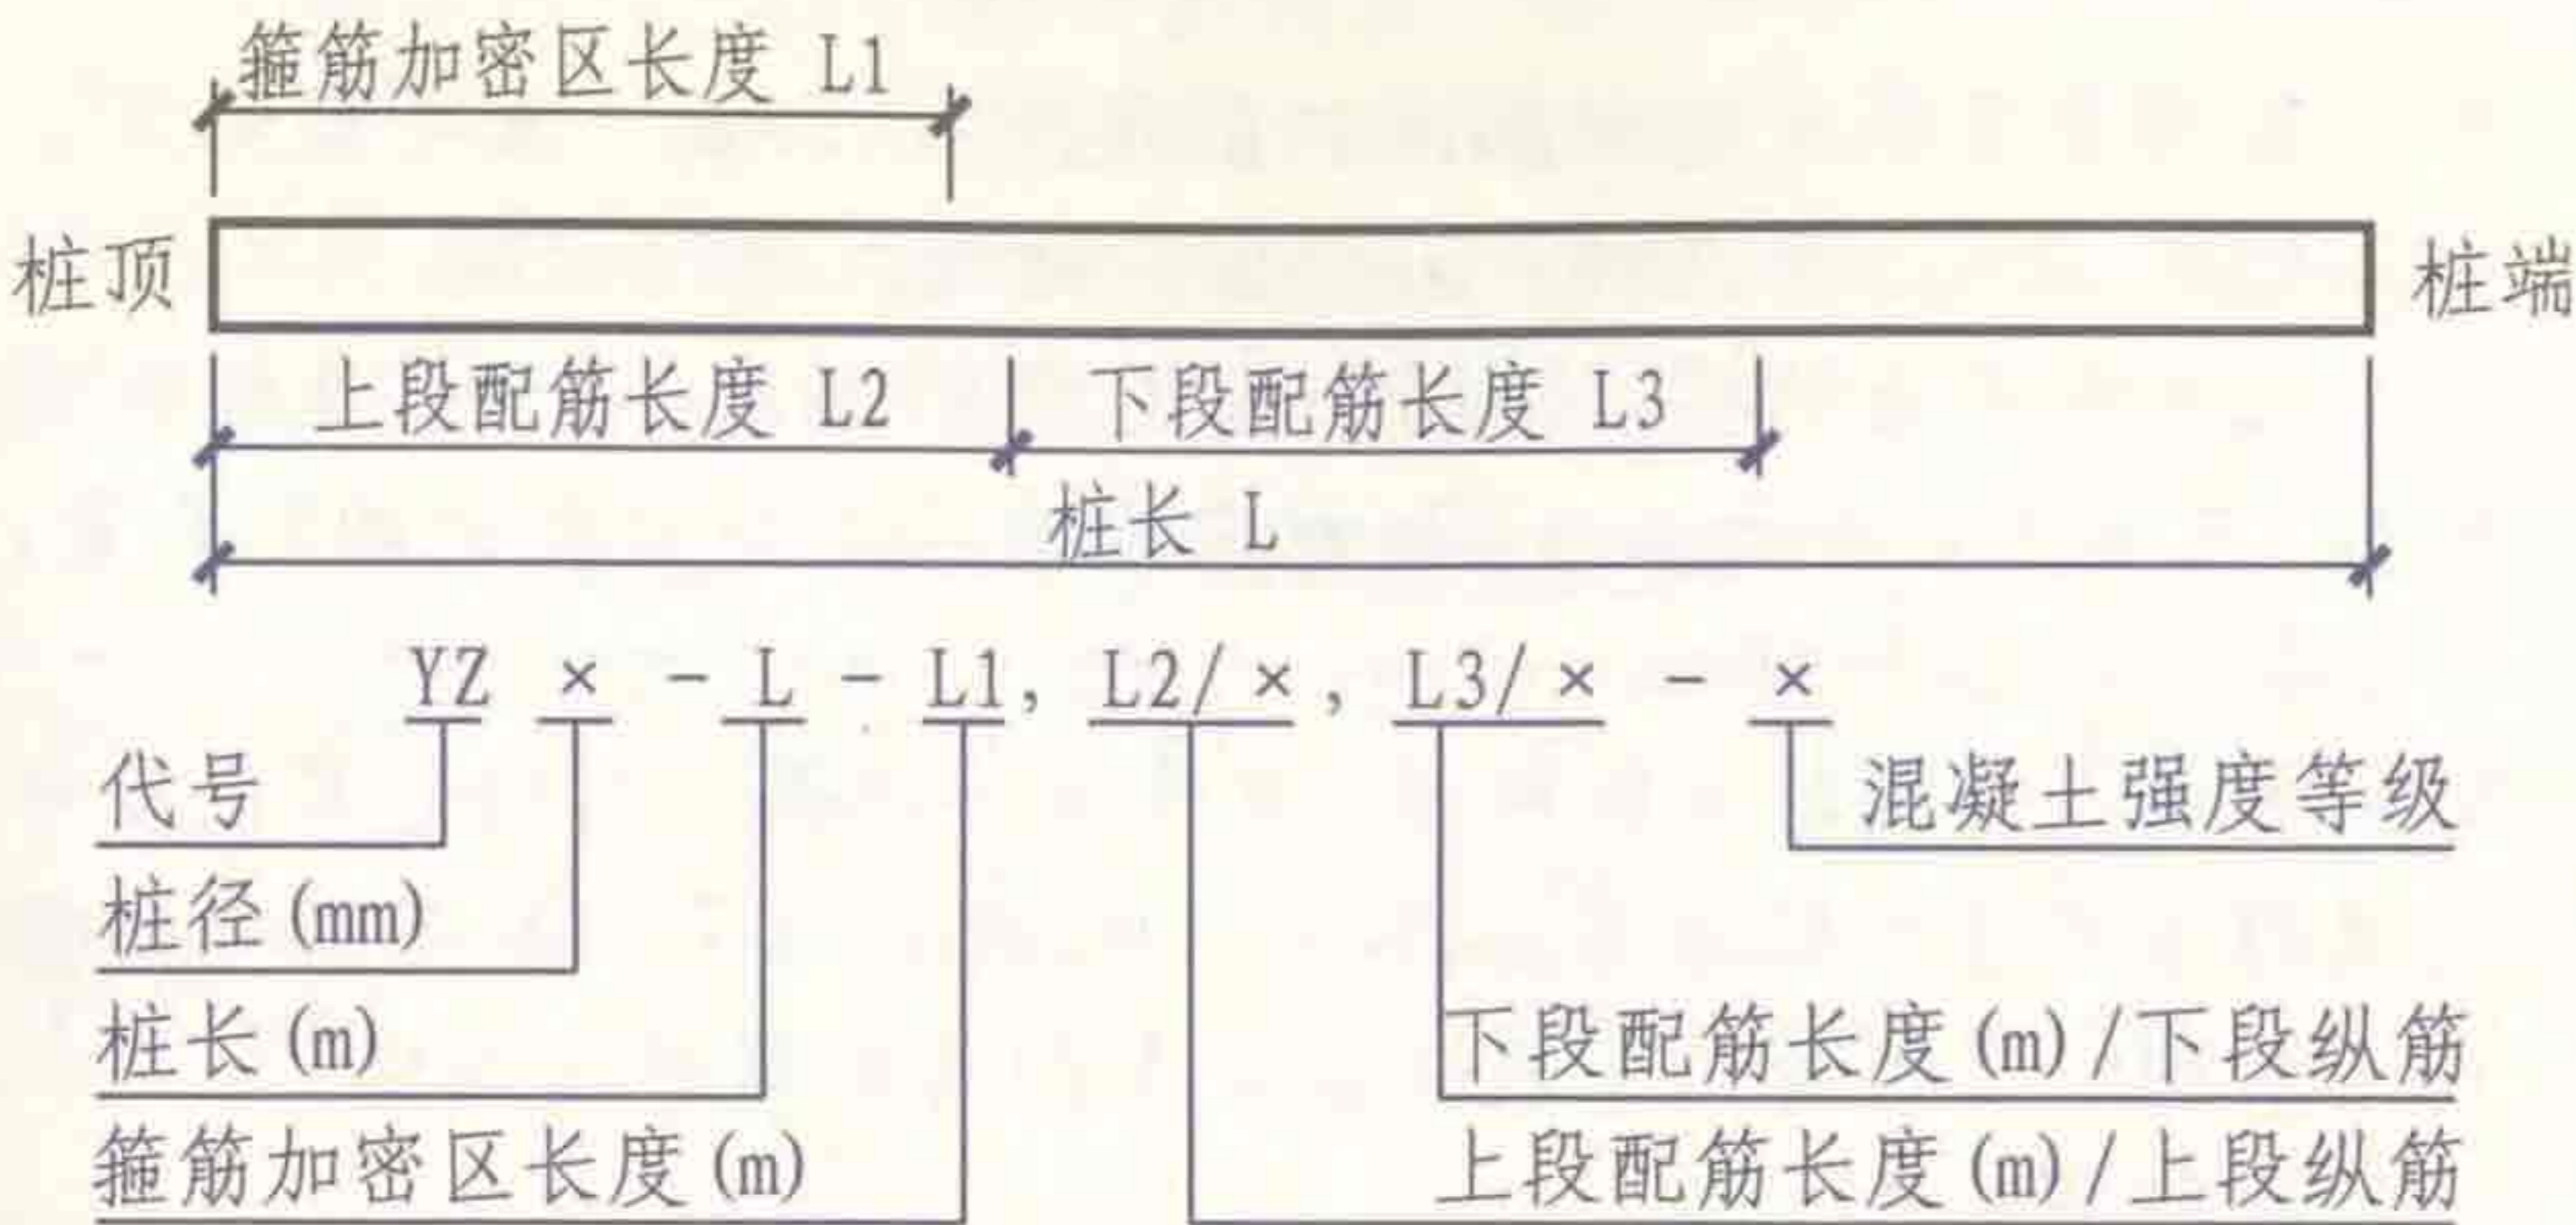 箍筋加密区长度 L1
桩顶
桩端
上段配筋长度 L2
下段配筋长度 L3
桩长 L
YZ × - L - L1, L2/ ×, L3/ × - ×
代号
混凝土强度等级
桩径(mm)
桩长(m)
下段配筋长度(m)/下段纵筋
箍筋加密区长度(m)
上段配筋长度(m)/上段纵筋